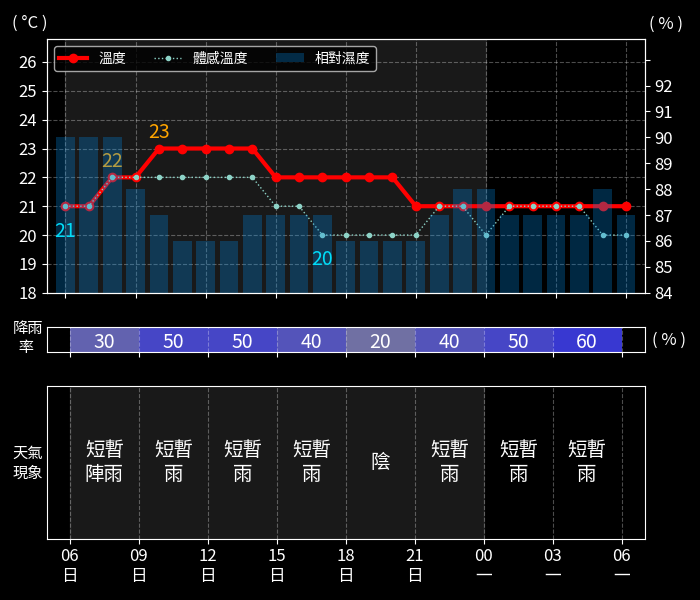 ( °C )
( % )
溫度 體感溫度 相對濕度
26
25
24
23
22
21
20
19
18
92
91
90
89
88
87
86
85
84
23
22
21
20
降雨率
30 50 50 40 20 40 50 60
( % )
天氣現象
短暫陣雨
短暫雨
短暫雨
短暫雨
陰
短暫雨
短暫雨
短暫雨
06 09 12 15 18 21 00 03 06
日 日 日 日 日 日 一 一 一